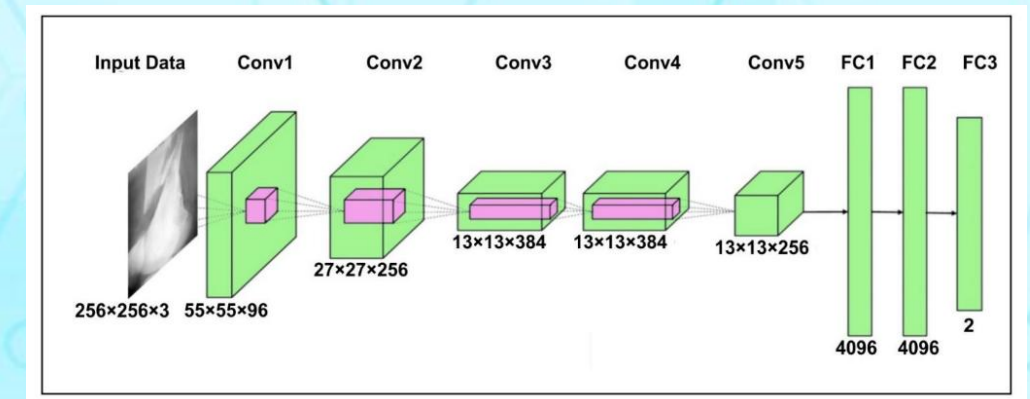 Input Data Conv1 Conv2 Conv3 Conv4 Conv5 FC1 FC2 FC3
13×13×384 13×13×384 13×13×256
27×27×256
256×256×3 55×55×96
2
4096 4096